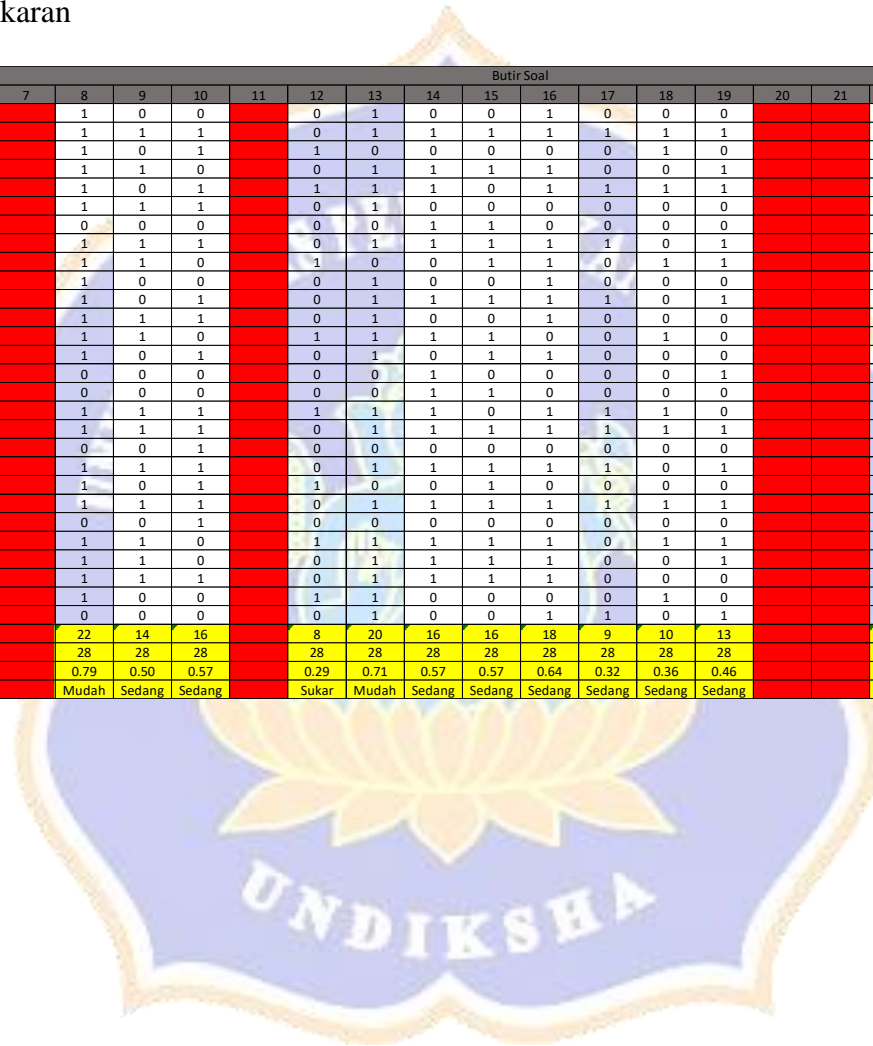 karan
Butir Soal
7 8 9 10 11 12 13 14 15 16 17 18 19 20 21
1 0 0 0 1 0 0 1 0 0 0
1 1 1 0 1 1 1 1 1 1 1
1 0 1 1 0 0 0 0 0 1 0
1 1 0 0 1 1 1 1 0 0 1
1 0 1 1 1 1 0 1 1 1 1
1 1 1 0 1 0 0 0 0 0 0
0 0 0 0 0 1 1 0 0 0 0
1 1 1 0 1 1 1 1 1 0 1
1 1 0 1 0 0 1 1 0 1 1
1 0 0 0 1 0 0 1 0 0 0
1 0 1 0 1 1 1 1 1 0 1
1 1 1 0 1 0 0 1 0 0 0
1 1 0 1 1 1 1 0 0 1 0
1 0 1 0 1 0 1 1 0 0 0
0 0 0 0 0 1 0 0 0 0 1
0 0 0 0 0 1 1 0 0 0 0
1 1 1 1 1 1 0 1 1 1 0
1 1 1 0 1 1 1 1 1 1 1
0 0 1 0 0 0 0 0 0 0 0
1 1 1 0 1 1 1 1 1 0 1
1 0 1 1 0 0 1 0 0 0 0
1 1 1 0 1 1 1 1 1 1 1
0 0 1 0 0 0 0 0 0 0 0
1 1 0 1 1 1 1 1 0 1 1
1 1 0 0 1 1 1 1 0 0 1
1 1 1 0 1 1 1 1 0 0 0
1 0 0 1 1 0 0 0 0 1 0
0 0 0 0 1 0 0 1 1 0 1
22 14 16 8 20 16 16 18 9 10 13
28 28 28 28 28 28 28 28 28 28 28
0.79 0.50 0.57 0.29 0.71 0.57 0.57 0.64 0.32 0.36 0.46
Mudah Sedang Sedang Sukar Mudah Sedang Sedang Sedang Sedang Sedang Sedang
UNDIKSHA